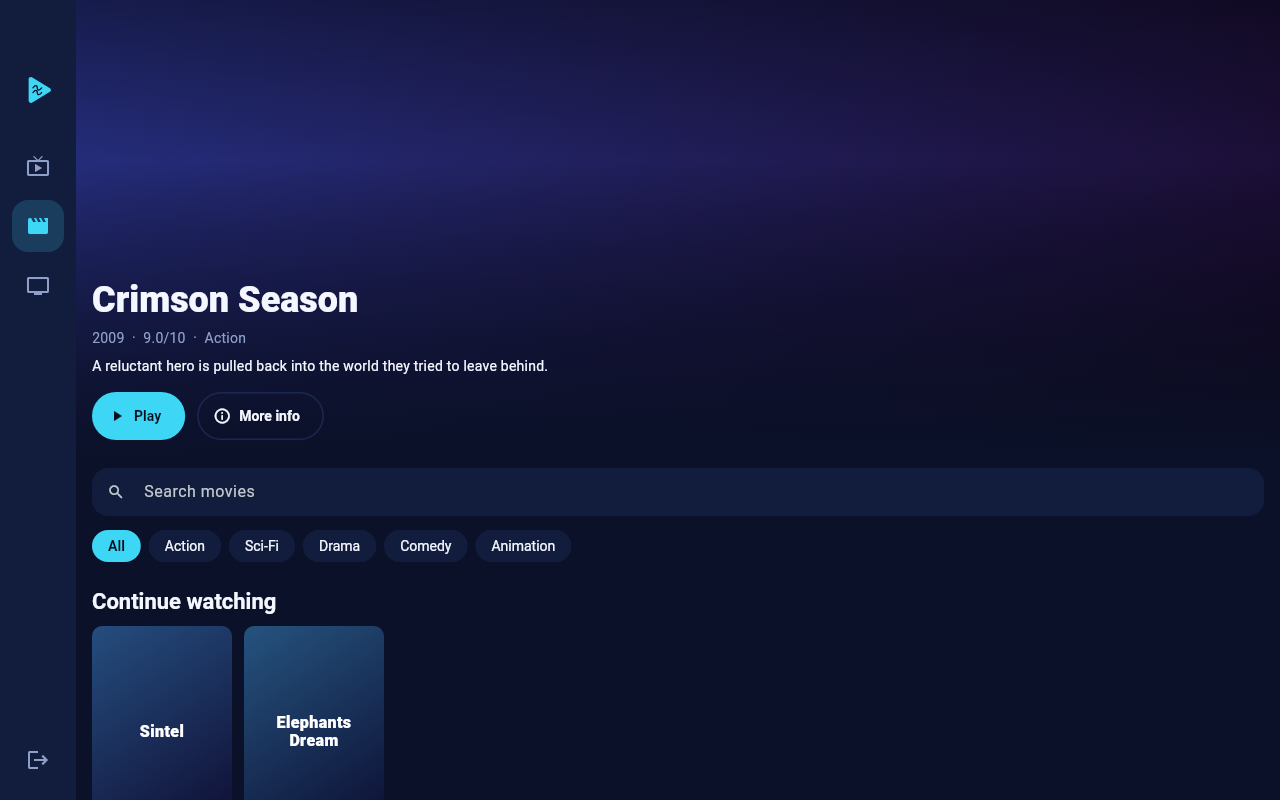 Crimson Season
2009 · 9.0/10 · Action
A reluctant hero is pulled back into the world they tried to leave behind.
Play
More info
Search movies
All
Action
Sci-Fi
Drama
Comedy
Animation
Continue watching
Sintel
Elephants
Dream